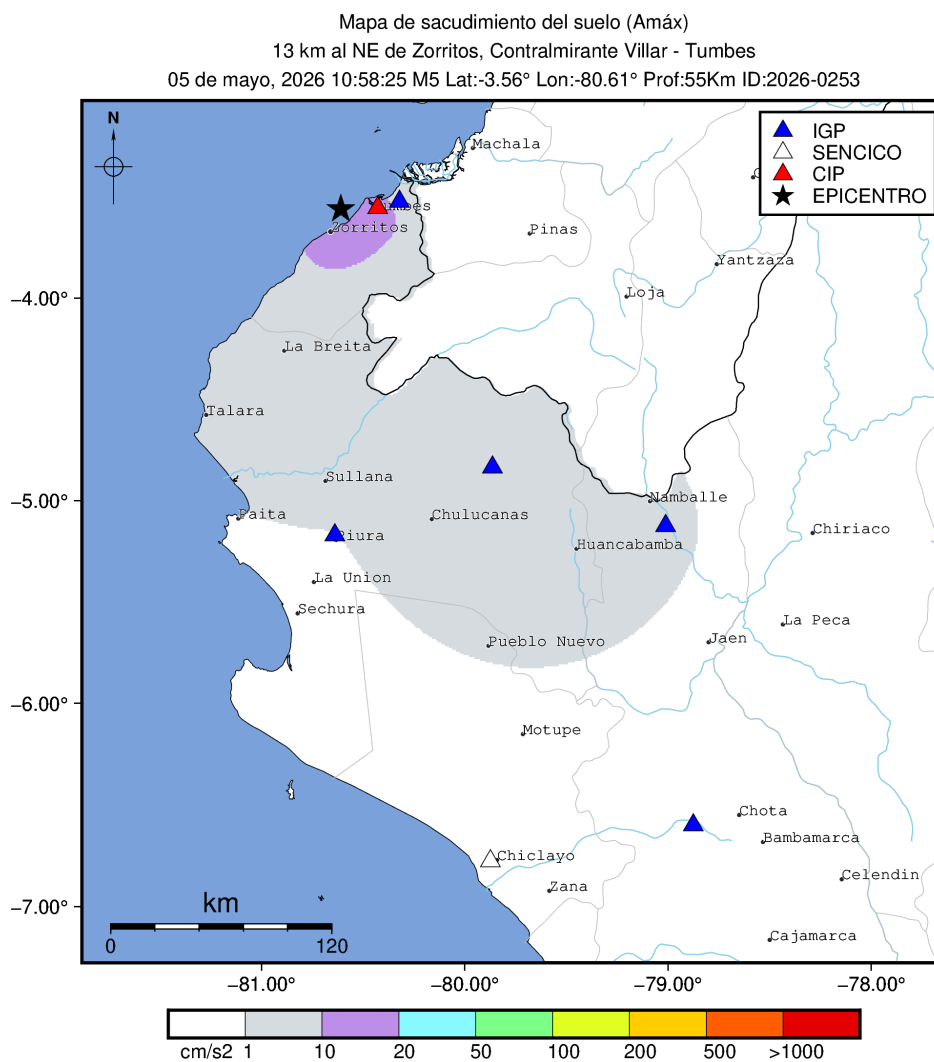 Mapa de sacudimiento del suelo (Amáx)
13 km al NE de Zorritos, Contralmirante Villar - Tumbes
05 de mayo, 2026 10:58:25 M5 Lat:-3.56° Lon:-80.61° Prof:55Km ID:2026-0253
N
IGP
SENCICO
CIP
EPICENTRO
Machala
Zorritos
Pinas
Yantzaza
Loja
−4.00°
La Breita
Talara
Sullana
Namballe
−5.00°
Paita
Chulucanas
Piura
Chiriaco
Huancabamba
La Union
Sechura
La Peca
Pueblo Nuevo
Jaen
−6.00°
Motupe
Chota
Bambamarca
Chiclayo
Celendin
Zana
−7.00°
km
0 120
Cajamarca
−81.00° −80.00° −79.00° −78.00°
cm/s2 1 10 20 50 100 200 500 >1000